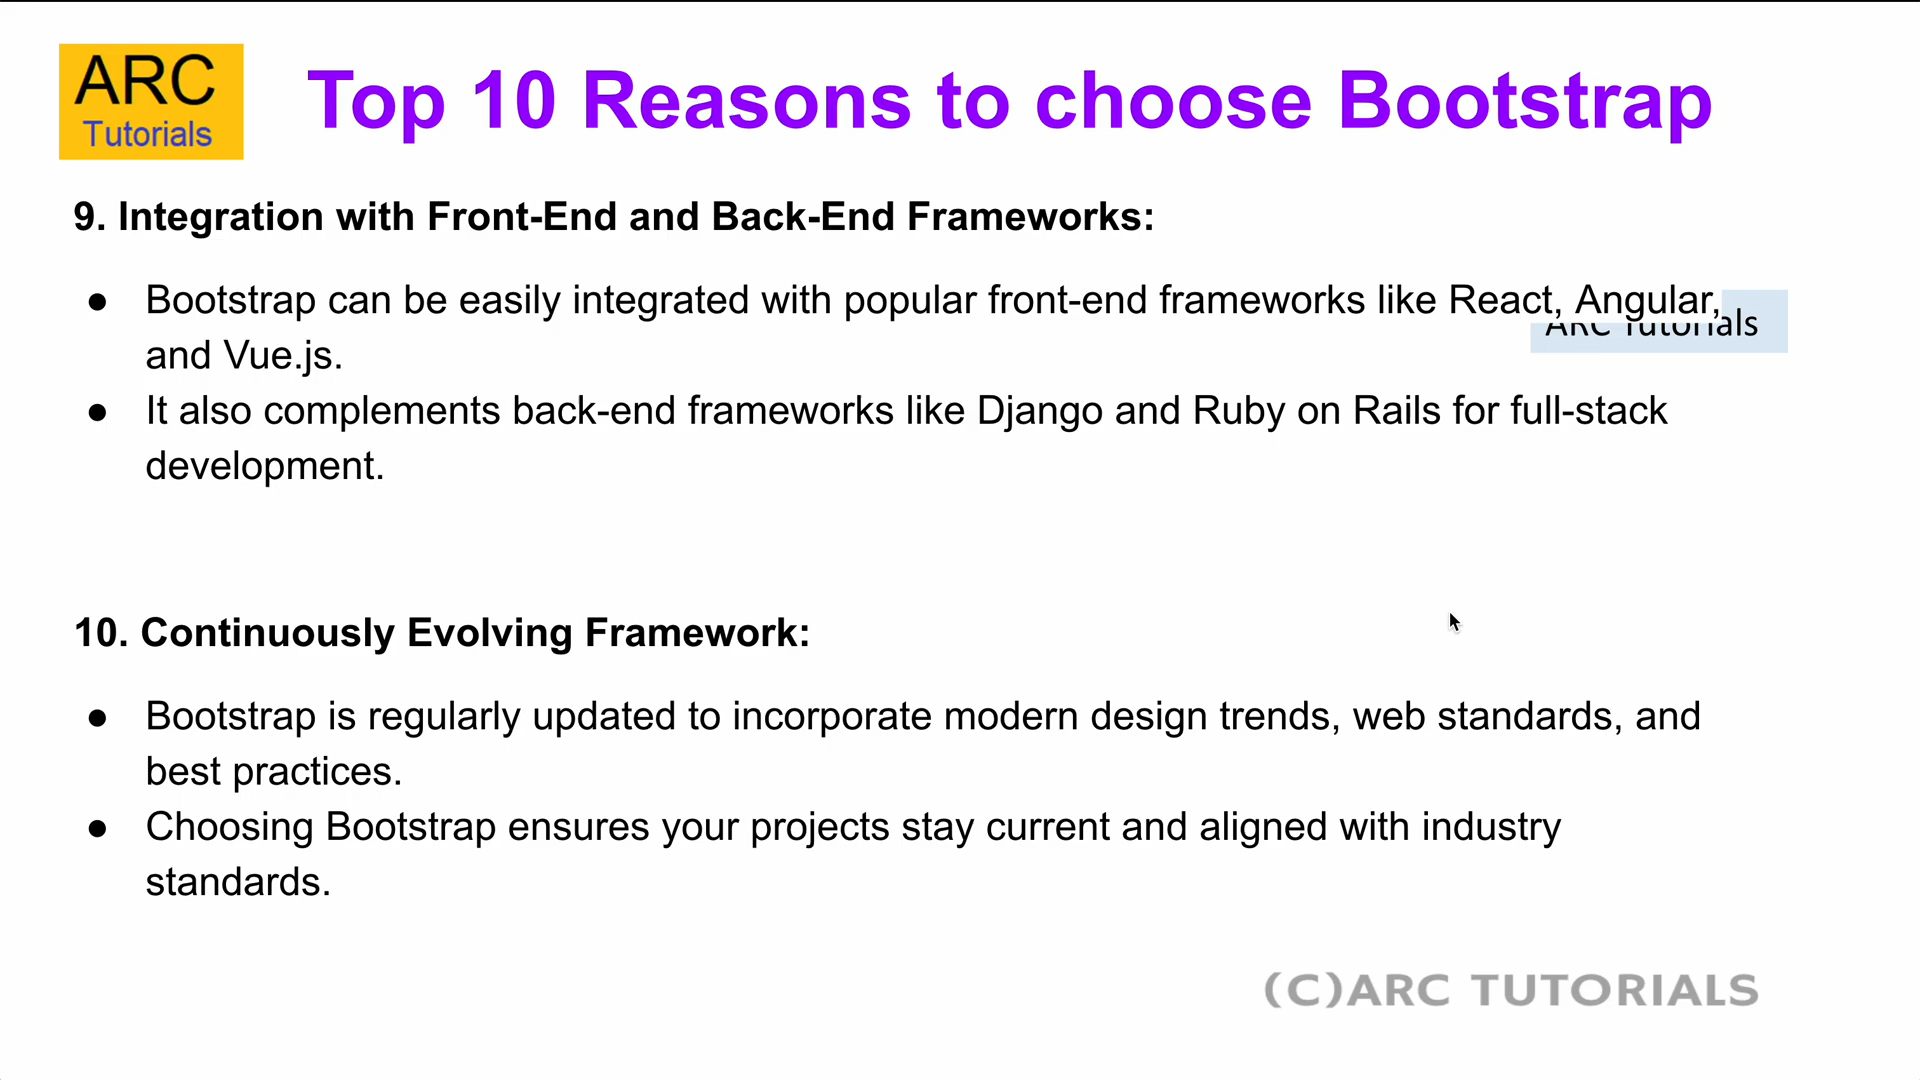 ARC
Tutorials
Top 10 Reasons to choose Bootstrap
9. Integration with Front-End and Back-End Frameworks:
● Bootstrap can be easily integrated with popular front-end frameworks like React, Angular,
and Vue.js.
ARC Tutorials
● It also complements back-end frameworks like Django and Ruby on Rails for full-stack
development.
10. Continuously Evolving Framework:
● Bootstrap is regularly updated to incorporate modern design trends, web standards, and
best practices.
● Choosing Bootstrap ensures your projects stay current and aligned with industry
standards.
(C)ARC TUTORIALS